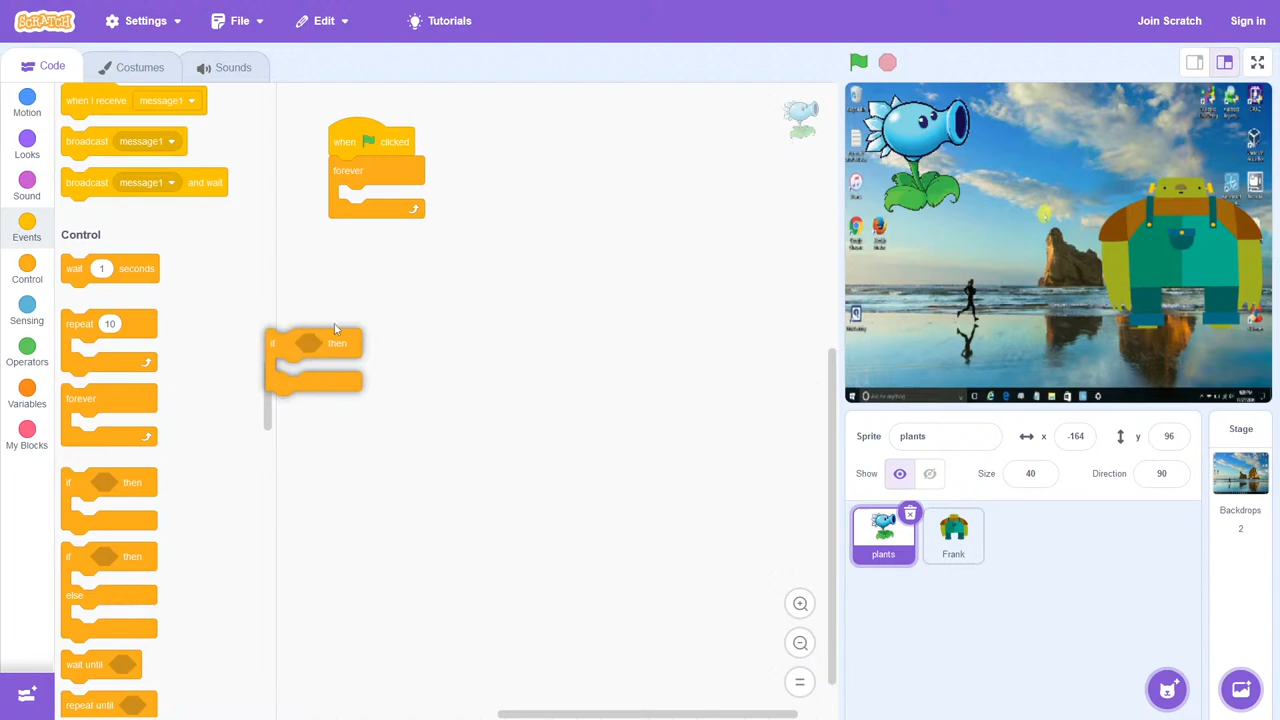 SCRATCH Settings File Edit Tutorials Join Scratch Sign in
Code Costumes Sounds
Motion
Looks
Sound
Events
Control
Sensing
Operators
Variables
My Blocks
when I receive message1
broadcast message1
broadcast message1 and wait
Control
wait 1 seconds
repeat 10
forever
if then
if then
else
wait until
repeat until
when clicked
forever
if then
Sprite plants x -164 y 96
Show Size 40 Direction 90
plants
Frank
Stage
Backdrops
2